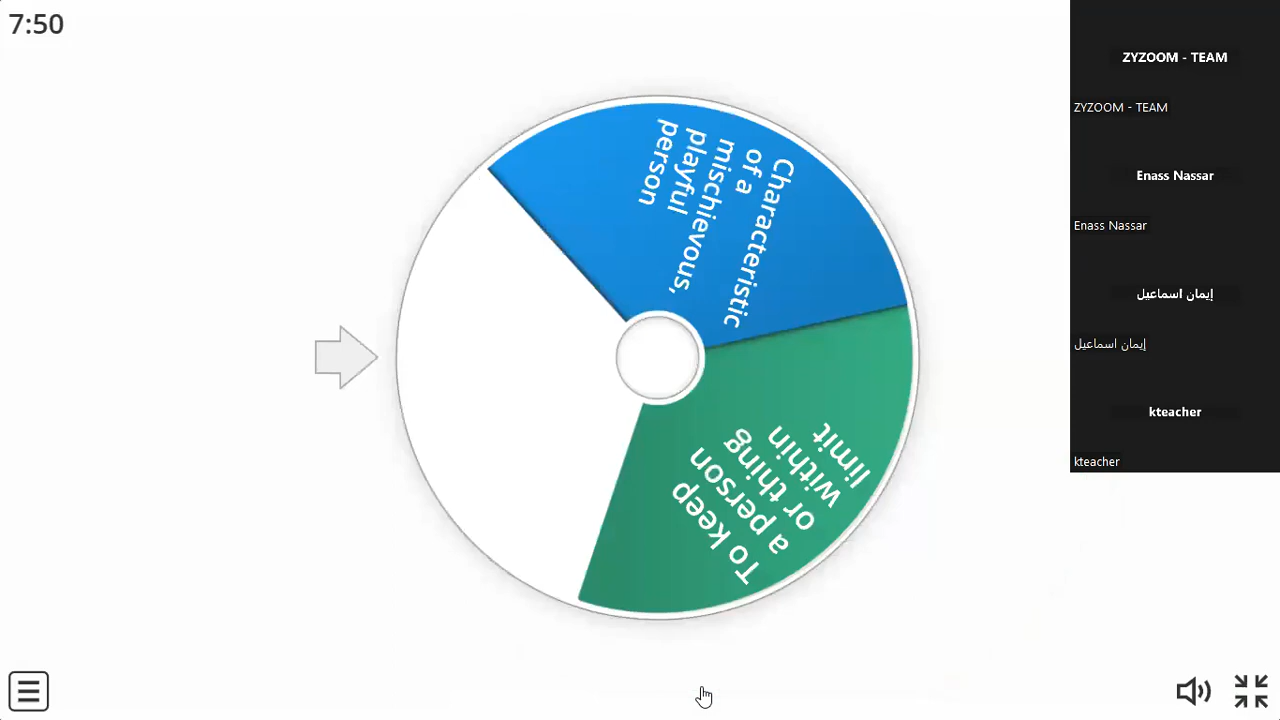 7:50
Characteristic
of a
mischievous,
playful
person
To keep
a person
or thing
within
limit
ZYZOOM - TEAM
ZYZOOM - TEAM
Enass Nassar
Enass Nassar
إيمان اسماعيل
إيمان اسماعيل
kteacher
kteacher